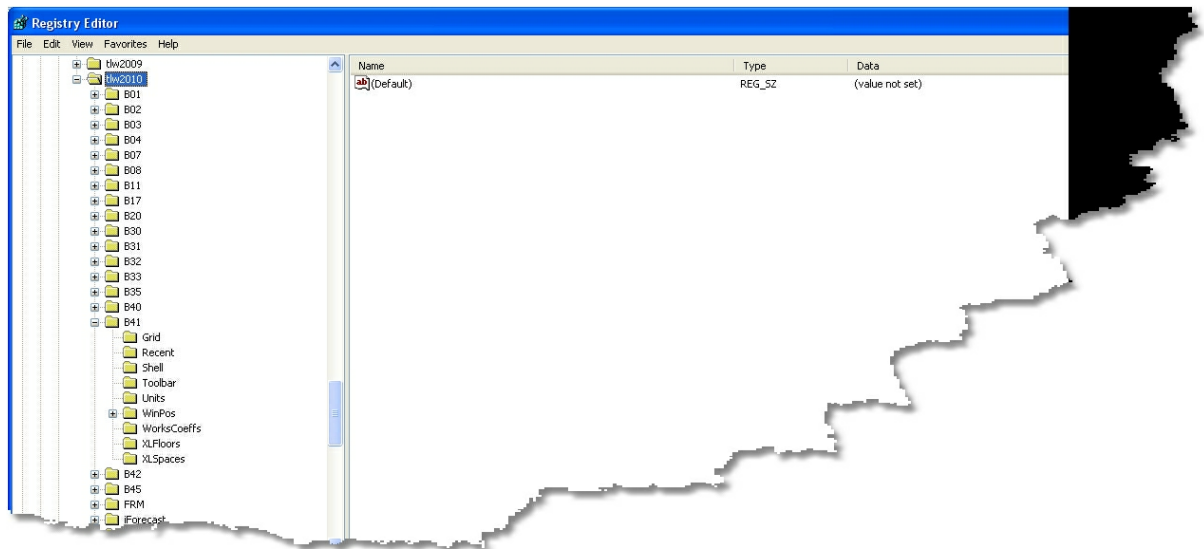 Registry Editor
File Edit View Favorites Help
tlw2009
tlw2010
B01
B02
B03
B04
B07
B08
B11
B17
B20
B30
B31
B32
B33
B35
B40
B41
Grid
Recent
Shell
Toolbar
Units
WinPos
WorksCoeffs
XLFloors
XLSpaces
B42
B45
FRM
iForecast
Name Type Data
ab (Default) REG_SZ (value not set)